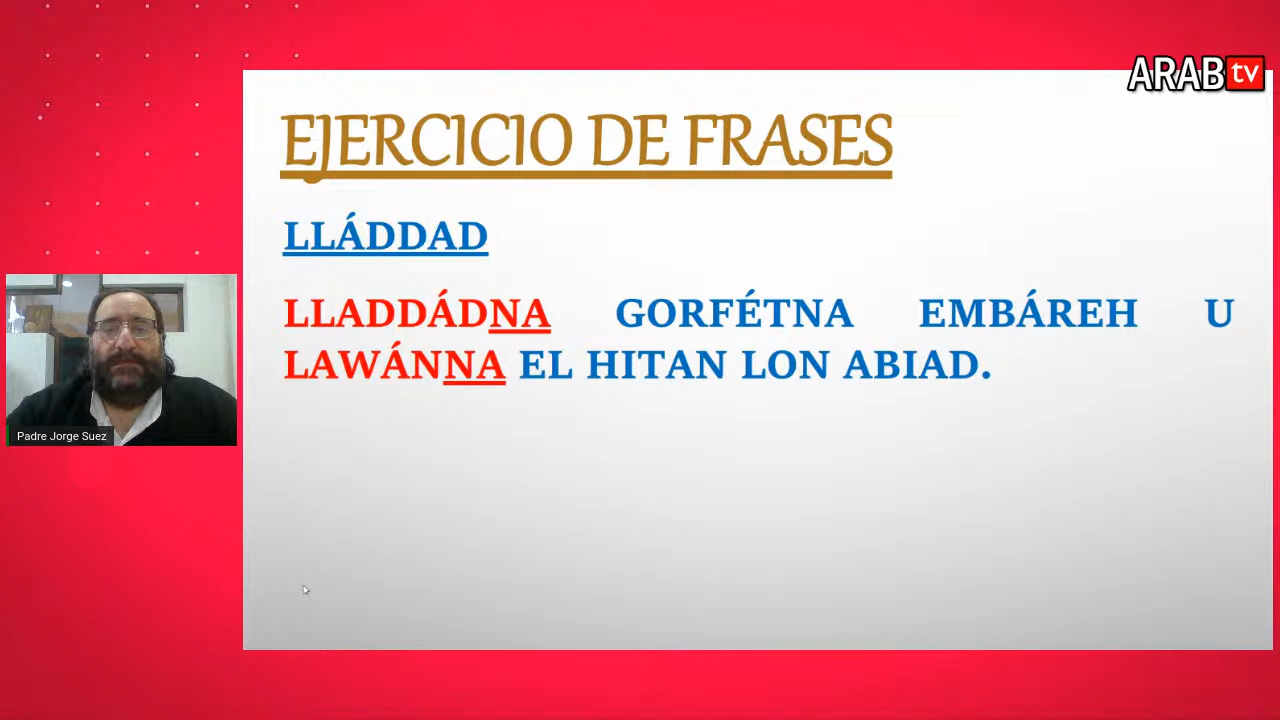 ARAB tv
EJERCICIO DE FRASES
LLÁDDAD
LLADDÁDNA GORFÉTNA EMBÁREH U
LAWÁNNA EL HITAN LON ABIAD.
Padre Jorge Suez